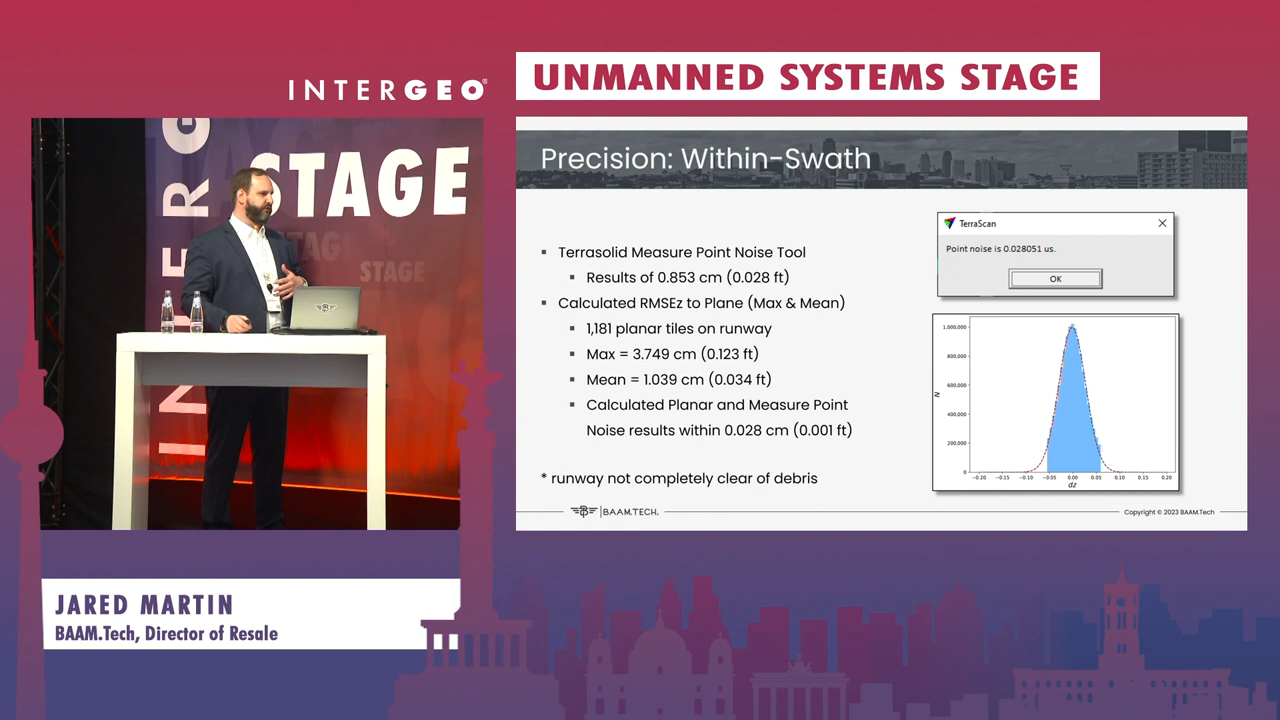 INTERGEO®
UNMANNED SYSTEMS STAGE
INTERG
STAGE
STAGE
STAGE
Precision: Within-Swath
▪ Terrasolid Measure Point Noise Tool
▪ Results of 0.853 cm (0.028 ft)
▪ Calculated RMSEz to Plane (Max & Mean)
▪ 1,181 planar tiles on runway
▪ Max = 3.749 cm (0.123 ft)
▪ Mean = 1.039 cm (0.034 ft)
▪ Calculated Planar and Measure Point
Noise results within 0.028 cm (0.001 ft)
* runway not completely clear of debris
TerraScan
Point noise is 0.028051 us.
OK
1,000,000
800,000
600,000
400,000
200,000
0
N
−0.20 −0.15 −0.10 −0.05 0.00 0.05 0.10 0.15 0.20
dz
BAAM.TECH.
Copyright © 2023 BAAM.Tech
JARED MARTIN
BAAM.Tech, Director of Resale